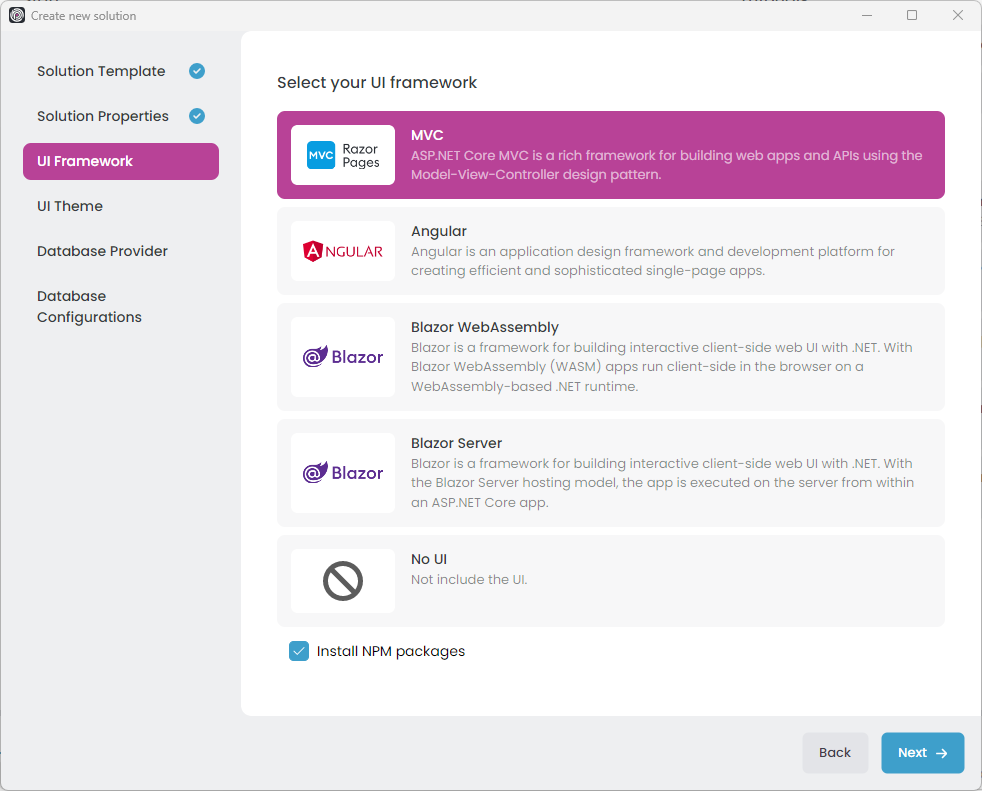 Create new solution
Solution Template
Solution Properties
UI Framework
UI Theme
Database Provider
Database
Configurations
Select your UI framework
MVC
Razor
Pages
MVC
ASP.NET Core MVC is a rich framework for building web apps and APIs using the
Model-View-Controller design pattern.
ANGULAR
Angular
Angular is an application design framework and development platform for
creating efficient and sophisticated single-page apps.
Blazor
Blazor WebAssembly
Blazor is a framework for building interactive client-side web UI with .NET. With
Blazor WebAssembly (WASM) apps run client-side in the browser on a
WebAssembly-based .NET runtime.
Blazor
Blazor Server
Blazor is a framework for building interactive client-side web UI with .NET. With
the Blazor Server hosting model, the app is executed on the server from within
an ASP.NET Core app.
No UI
Not include the UI.
Install NPM packages
Back
Next →